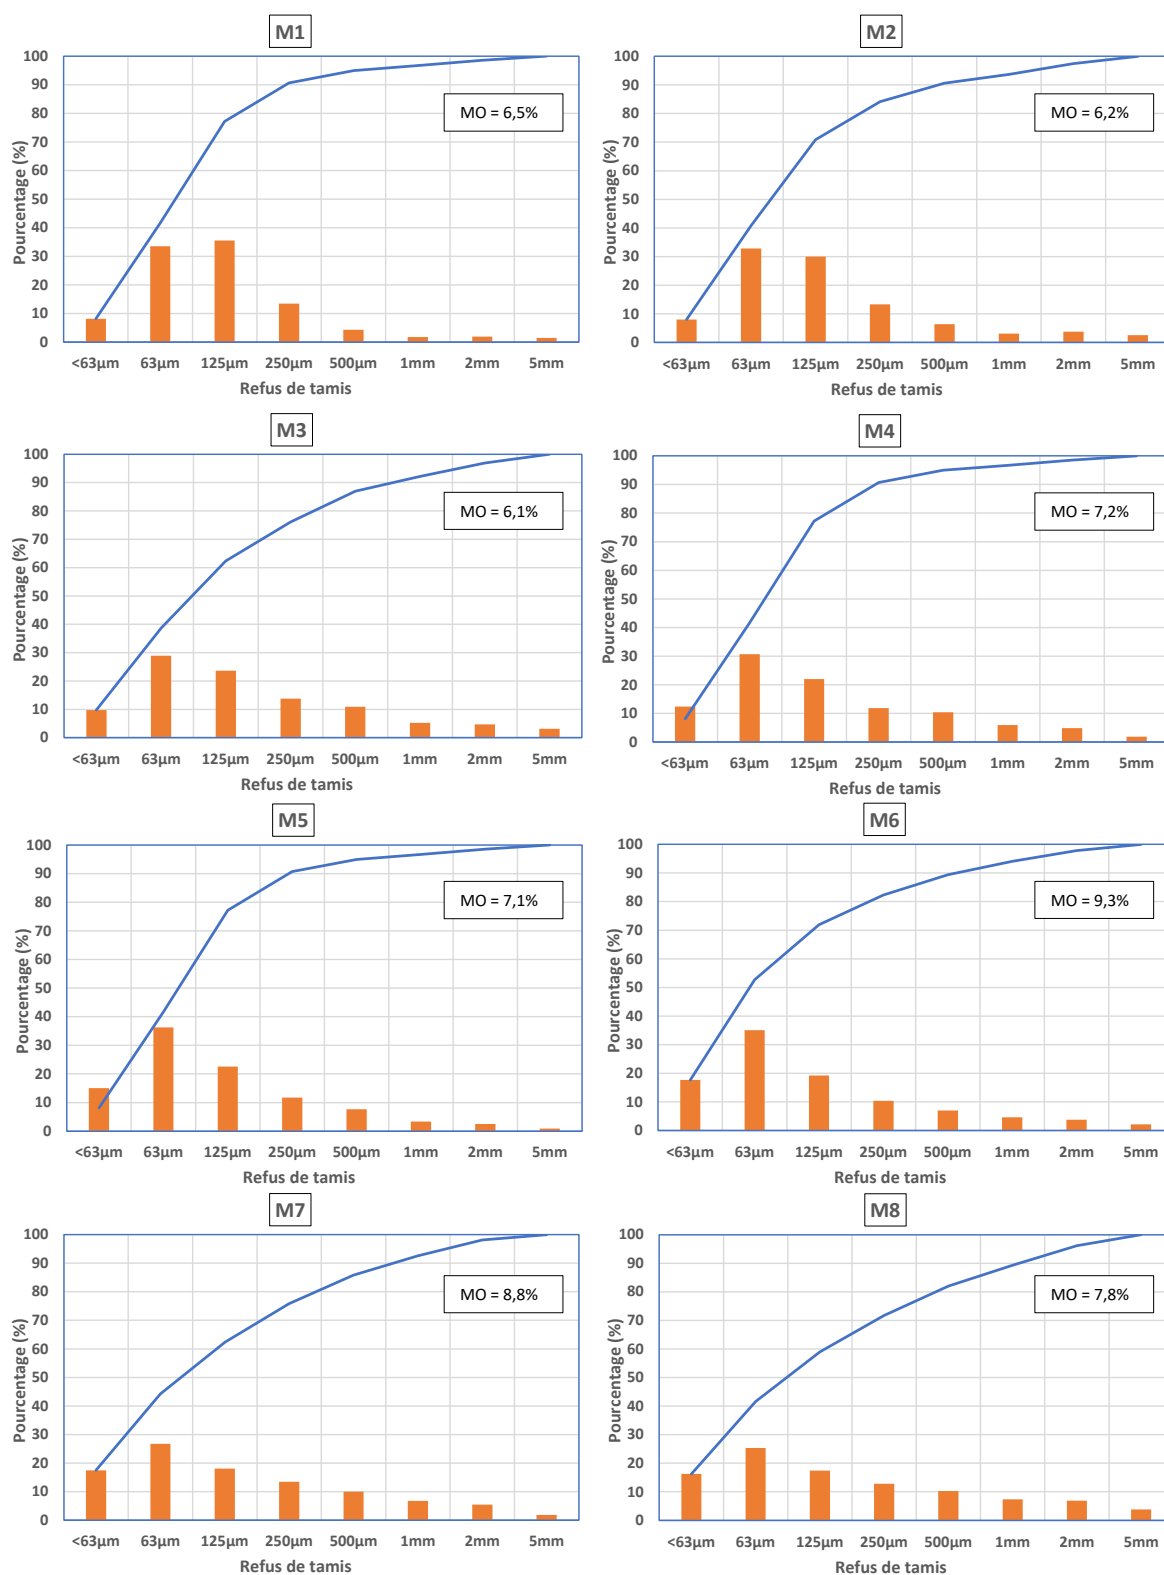 M1
Pourcentage (%)
100
90
80
70
60
50
40
30
20
10
0
MO = 6,5%
<63µm 63µm 125µm 250µm 500µm 1mm 2mm 5mm
Refus de tamis
M2
Pourcentage (%)
100
90
80
70
60
50
40
30
20
10
0
MO = 6,2%
<63µm 63µm 125µm 250µm 500µm 1mm 2mm 5mm
Refus de tamis
M3
Pourcentage (%)
100
90
80
70
60
50
40
30
20
10
0
MO = 6,1%
<63µm 63µm 125µm 250µm 500µm 1mm 2mm 5mm
Refus de tamis
M4
Pourcentage (%)
100
90
80
70
60
50
40
30
20
10
0
MO = 7,2%
<63µm 63µm 125µm 250µm 500µm 1mm 2mm 5mm
Refus de tamis
M5
Pourcentage (%)
100
90
80
70
60
50
40
30
20
10
0
MO = 7,1%
<63µm 63µm 125µm 250µm 500µm 1mm 2mm 5mm
Refus de tamis
M6
Pourcentage (%)
100
90
80
70
60
50
40
30
20
10
0
MO = 9,3%
<63µm 63µm 125µm 250µm 500µm 1mm 2mm 5mm
Refus de tamis
M7
Pourcentage (%)
100
90
80
70
60
50
40
30
20
10
0
MO = 8,8%
<63µm 63µm 125µm 250µm 500µm 1mm 2mm 5mm
Refus de tamis
M8
Pourcentage (%)
100
90
80
70
60
50
40
30
20
10
0
MO = 7,8%
<63µm 63µm 125µm 250µm 500µm 1mm 2mm 5mm
Refus de tamis